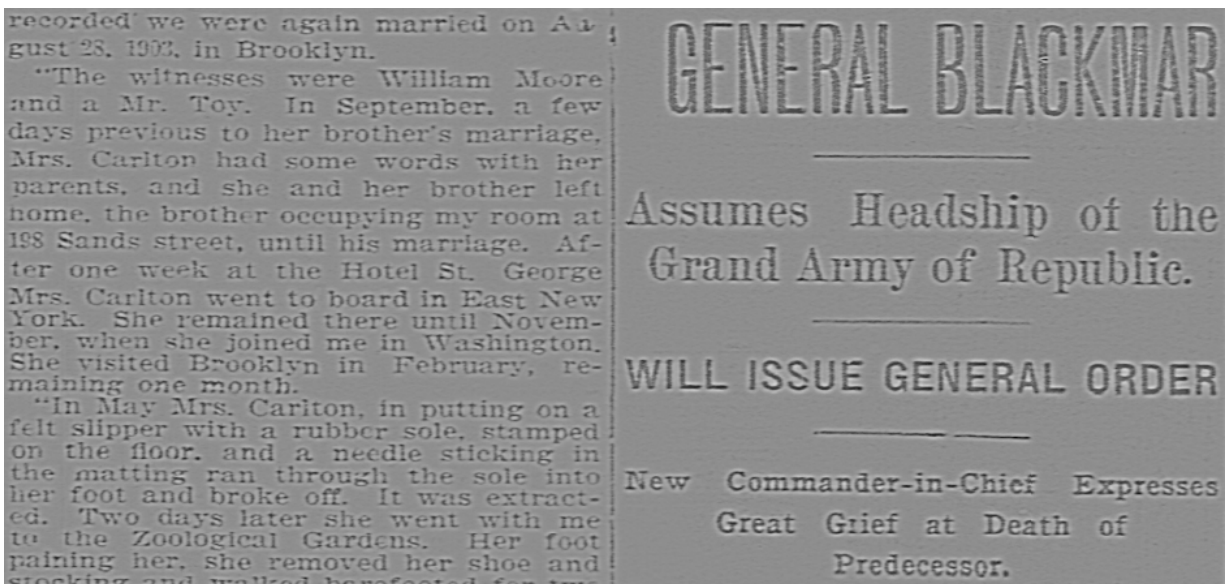 recorded we were again married on Au-
gust 28, 1903, in Brooklyn.
"The witnesses were William Moore
and a Mr. Toy. In September, a few
days previous to her brother's marriage,
Mrs. Carlton had some words with her
parents, and she and her brother left
home, the brother occupying my room at
198 Sands street, until his marriage. Af-
ter one week at the Hotel St. George
Mrs. Carlton went to board in East New
York. She remained there until Novem-
ber, when she joined me in Washington.
She visited Brooklyn in February, re-
maining one month.
"In May Mrs. Carlton, in putting on a
felt slipper with a rubber sole, stamped
on the floor, and a needle sticking in
the matting ran through the sole into
her foot and broke off. It was extract-
ed. Two days later she went with me
to the Zoological Gardens. Her foot
paining her, she removed her shoe and
stocking and walked barefooted for two
GENERAL BLACKMAR
Assumes Headship of the
Grand Army of Republic.
WILL ISSUE GENERAL ORDER
New Commander-in-Chief Expresses
Great Grief at Death of
Predecessor.